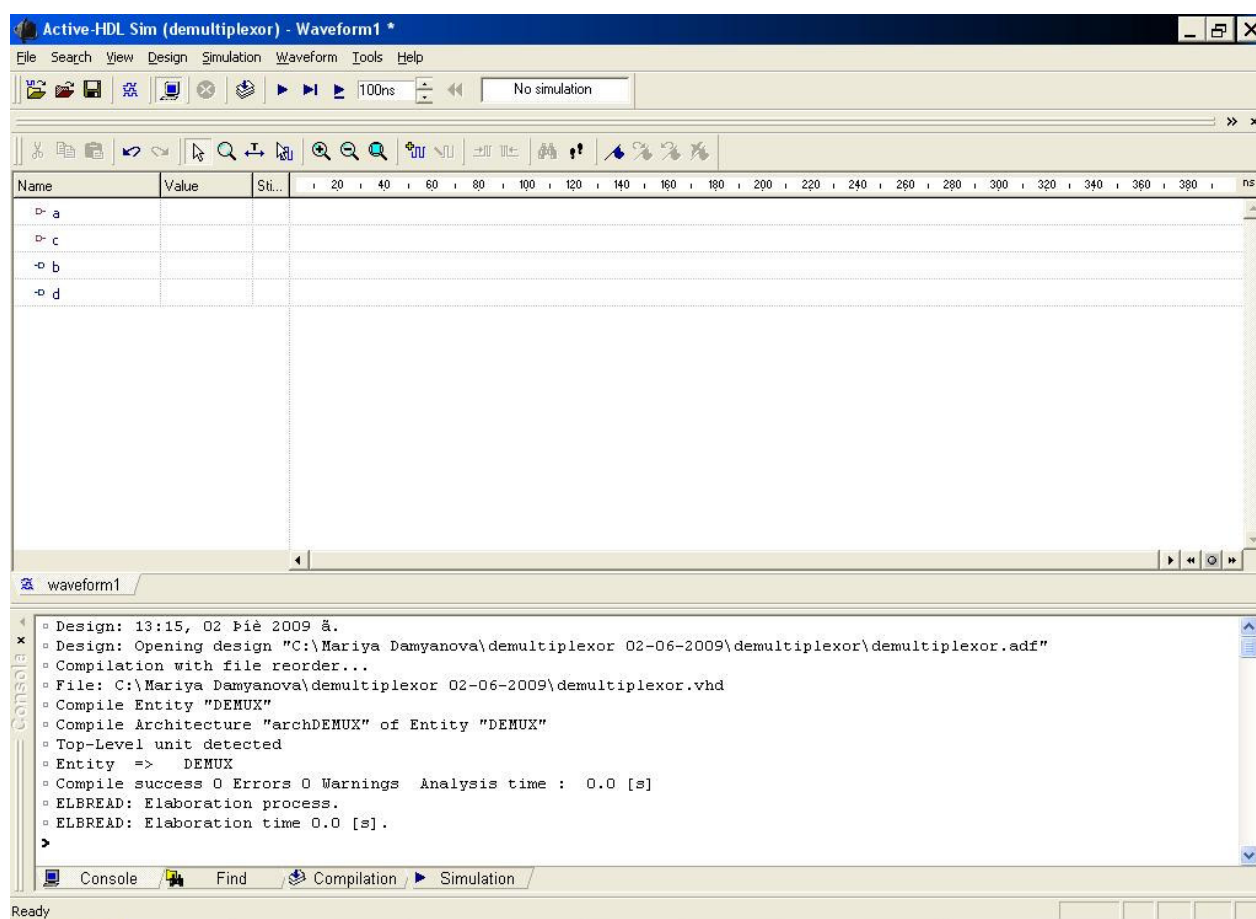 Active-HDL Sim (demultiplexor) - Waveform1 *
File Search View Design Simulation Waveform Tools Help
100ns No simulation
Name Value Sti... 20 40 60 80 100 120 140 160 180 200 220 240 260 280 300 320 340 360 380 ns
a
c
b
d
waveform1
Design: 13:15, 02 Þíè 2009 ã.
Design: Opening design "C:\Mariya Damyanova\demultiplexor 02-06-2009\demultiplexor\demultiplexor.adf"
Compilation with file reorder...
File: C:\Mariya Damyanova\demultiplexor 02-06-2009\demultiplexor.vhd
Compile Entity "DEMUX"
Compile Architecture "archDEMUX" of Entity "DEMUX"
Top-Level unit detected
Entity => DEMUX
Compile success 0 Errors 0 Warnings Analysis time : 0.0 [s]
ELBREAD: Elaboration process.
ELBREAD: Elaboration time 0.0 [s].
>
Consola
Console Find Compilation Simulation
Ready